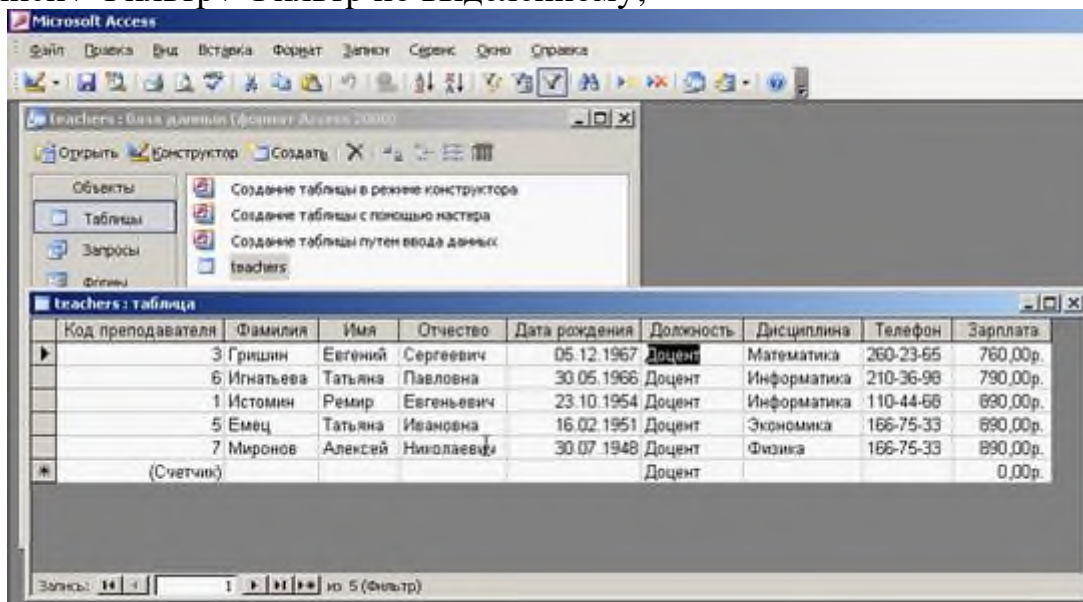 Фильтр> Фильтр по выделенному;
Microsoft Access
Файл Правка Вид Вставка Формат Записи Сервис Окно Справка
teachers : база данных (формат Access 2000)
Открыть Конструктор Создать
Объекты
Таблицы
Запросы
Формы
Создание таблицы в режиме конструктора
Создание таблицы с помощью мастера
Создание таблицы путем ввода данных
teachers
teachers : таблица
Код преподавателя Фамилия Имя Отчество Дата рождения Должность Дисциплина Телефон Зарплата
3 Гришин Евгений Сергеевич 05.12.1967 Доцент Математика 260-23-65 760,00р.
6 Игнатьева Татьяна Павловна 30.05.1966 Доцент Информатика 210-36-98 790,00р.
1 Истомин Ремир Евгеньевич 23.10.1954 Доцент Информатика 110-44-68 890,00р.
5 Емец Татьяна Ивановна 16.02.1951 Доцент Экономика 166-75-33 890,00р.
7 Миронов Алексей Николаевич 30.07.1948 Доцент Физика 166-75-33 890,00р.
(Счетчик) Доцент 0,00р.
Запись: 1 из 5 (Фильтр)